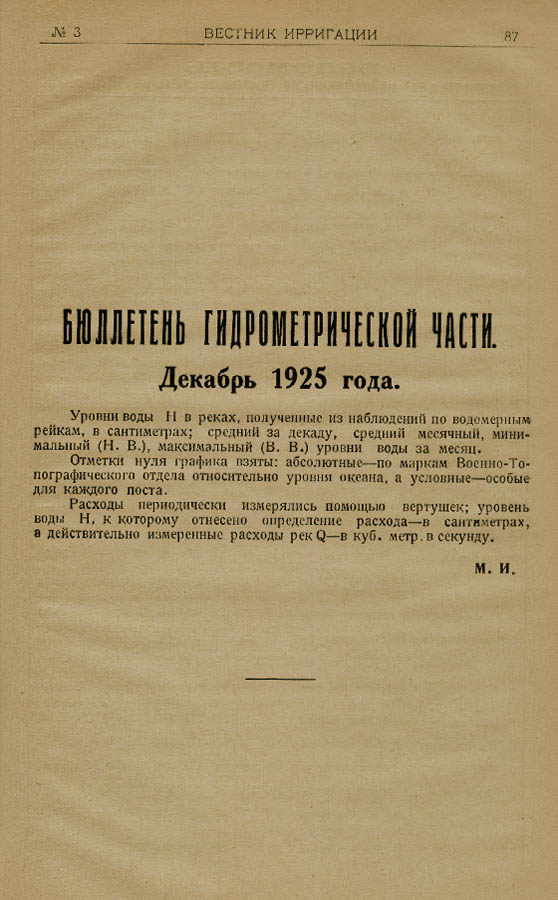 № 3
ВЕСТНИК ИРРИГАЦИИ
87
БЮЛЛЕТЕНЬ ГИДРОМЕТРИЧЕСКОЙ ЧАСТИ.
Декабрь 1925 года.
Уровни воды Н в реках, полученные из наблюдений по водомерным
рейкам, в сантиметрах; средний за декаду, средний месячный, мини-
мальный (Н. В.), максимальный (В. В.) уровни воды за месяц.
Отметки нуля графика взяты: абсолютные—по маркам Военно-То-
пографического отдела относительно уровня океана, а условные—особые
для каждого поста.
Расходы периодически измерялись помощью вертушек; уровень
воды Н, к которому отнесено определение расхода—в сантиметрах,
а действительно измеренные расходы рек Q—в куб. метр. в секунду.
М. И.